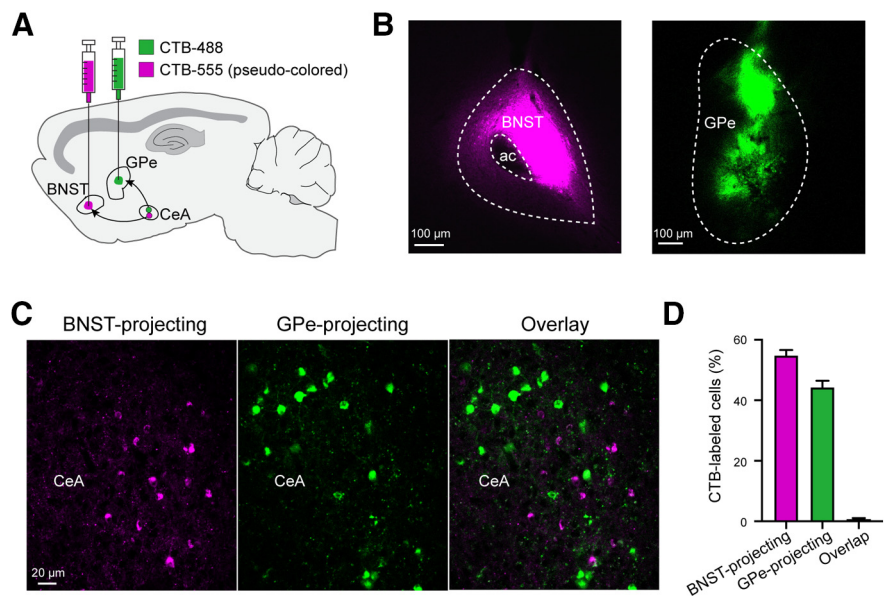 A
CTB-488
CTB-555 (pseudo-colored)
GPe
BNST
CeA
B
BNST
ac
100 µm
GPe
100 µm
C
BNST-projecting
GPe-projecting
Overlay
CeA
CeA
CeA
20 µm
D
CTB-labeled cells (%)
60
40
20
0
BNST-projecting
GPe-projecting
Overlap